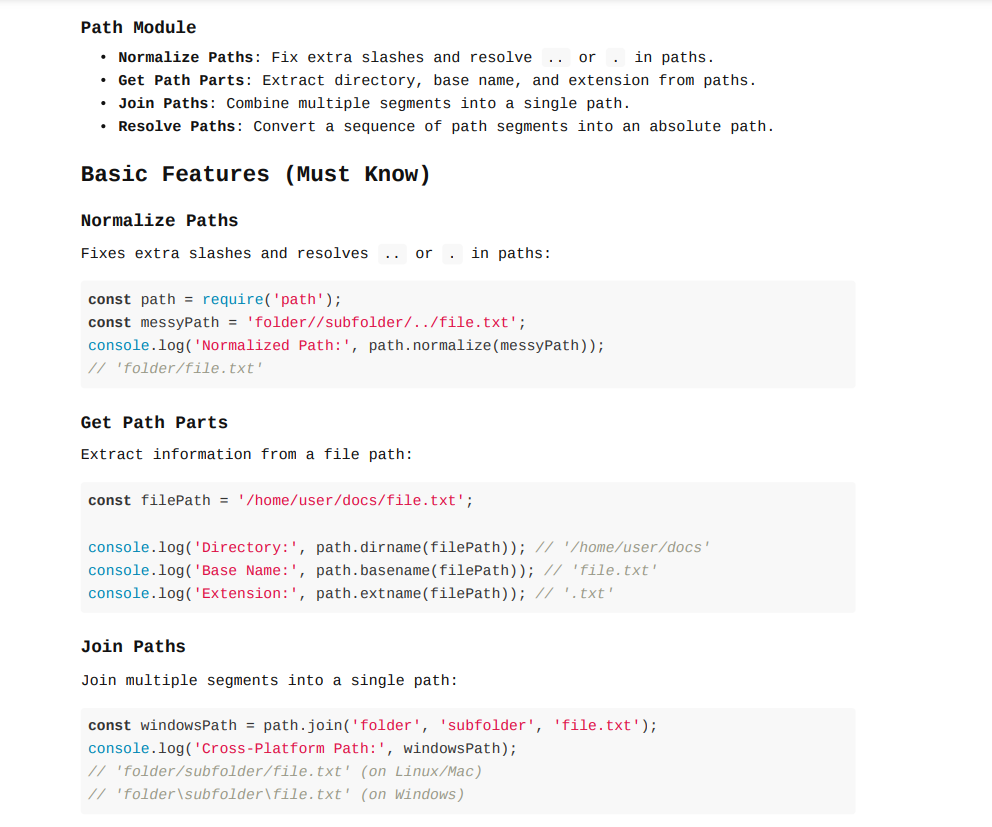 Path Module
• Normalize Paths: Fix extra slashes and resolve .. or . in paths.
• Get Path Parts: Extract directory, base name, and extension from paths.
• Join Paths: Combine multiple segments into a single path.
• Resolve Paths: Convert a sequence of path segments into an absolute path.
Basic Features (Must Know)
Normalize Paths
Fixes extra slashes and resolves .. or . in paths:
const path = require('path');
const messyPath = 'folder//subfolder/../file.txt';
console.log('Normalized Path:', path.normalize(messyPath));
// 'folder/file.txt'
Get Path Parts
Extract information from a file path:
const filePath = '/home/user/docs/file.txt';
console.log('Directory:', path.dirname(filePath)); // '/home/user/docs'
console.log('Base Name:', path.basename(filePath)); // 'file.txt'
console.log('Extension:', path.extname(filePath)); // '.txt'
Join Paths
Join multiple segments into a single path:
const windowsPath = path.join('folder', 'subfolder', 'file.txt');
console.log('Cross-Platform Path:', windowsPath);
// 'folder/subfolder/file.txt' (on Linux/Mac)
// 'folder\subfolder\file.txt' (on Windows)